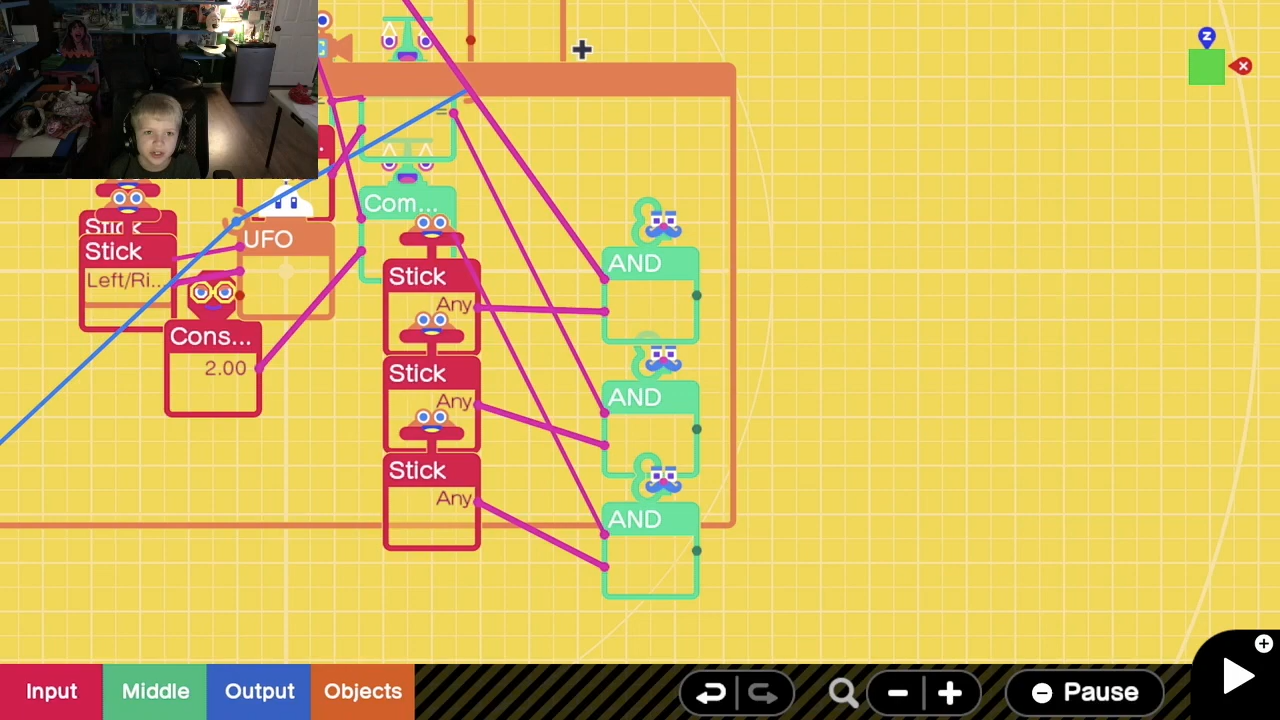 Z
X
=
Com...
Stick
Stick
Left/Ri...
UFO
Cons...
2.00
Stick
Any
Stick
Any
Stick
Any
AND
AND
AND
Input
Middle
Output
Objects
Pause